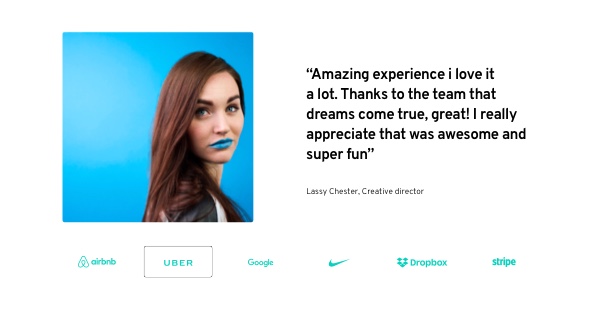 “Amazing experience i love it
a lot. Thanks to the team that
dreams come true, great! I really
appreciate that was awesome and
super fun”
Lassy Chester, Creative director
airbnb UBER Google Dropbox stripe